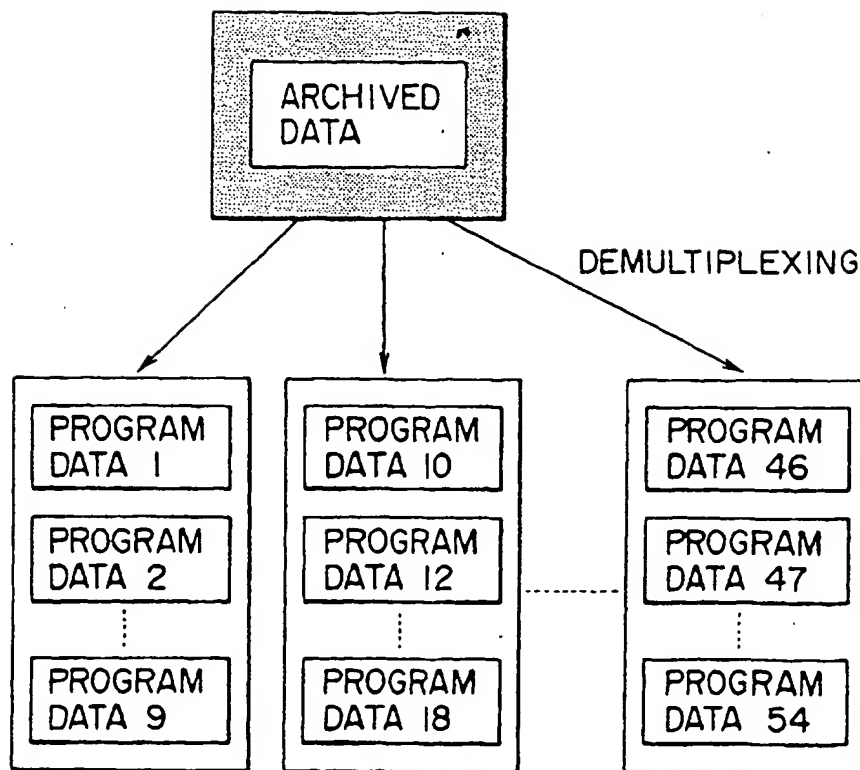 ARCHIVED
DATA
DEMULTIPLEXING
PROGRAM
DATA 1
PROGRAM
DATA 2
PROGRAM
DATA 9
PROGRAM
DATA 10
PROGRAM
DATA 12
PROGRAM
DATA 18
PROGRAM
DATA 46
PROGRAM
DATA 47
PROGRAM
DATA 54